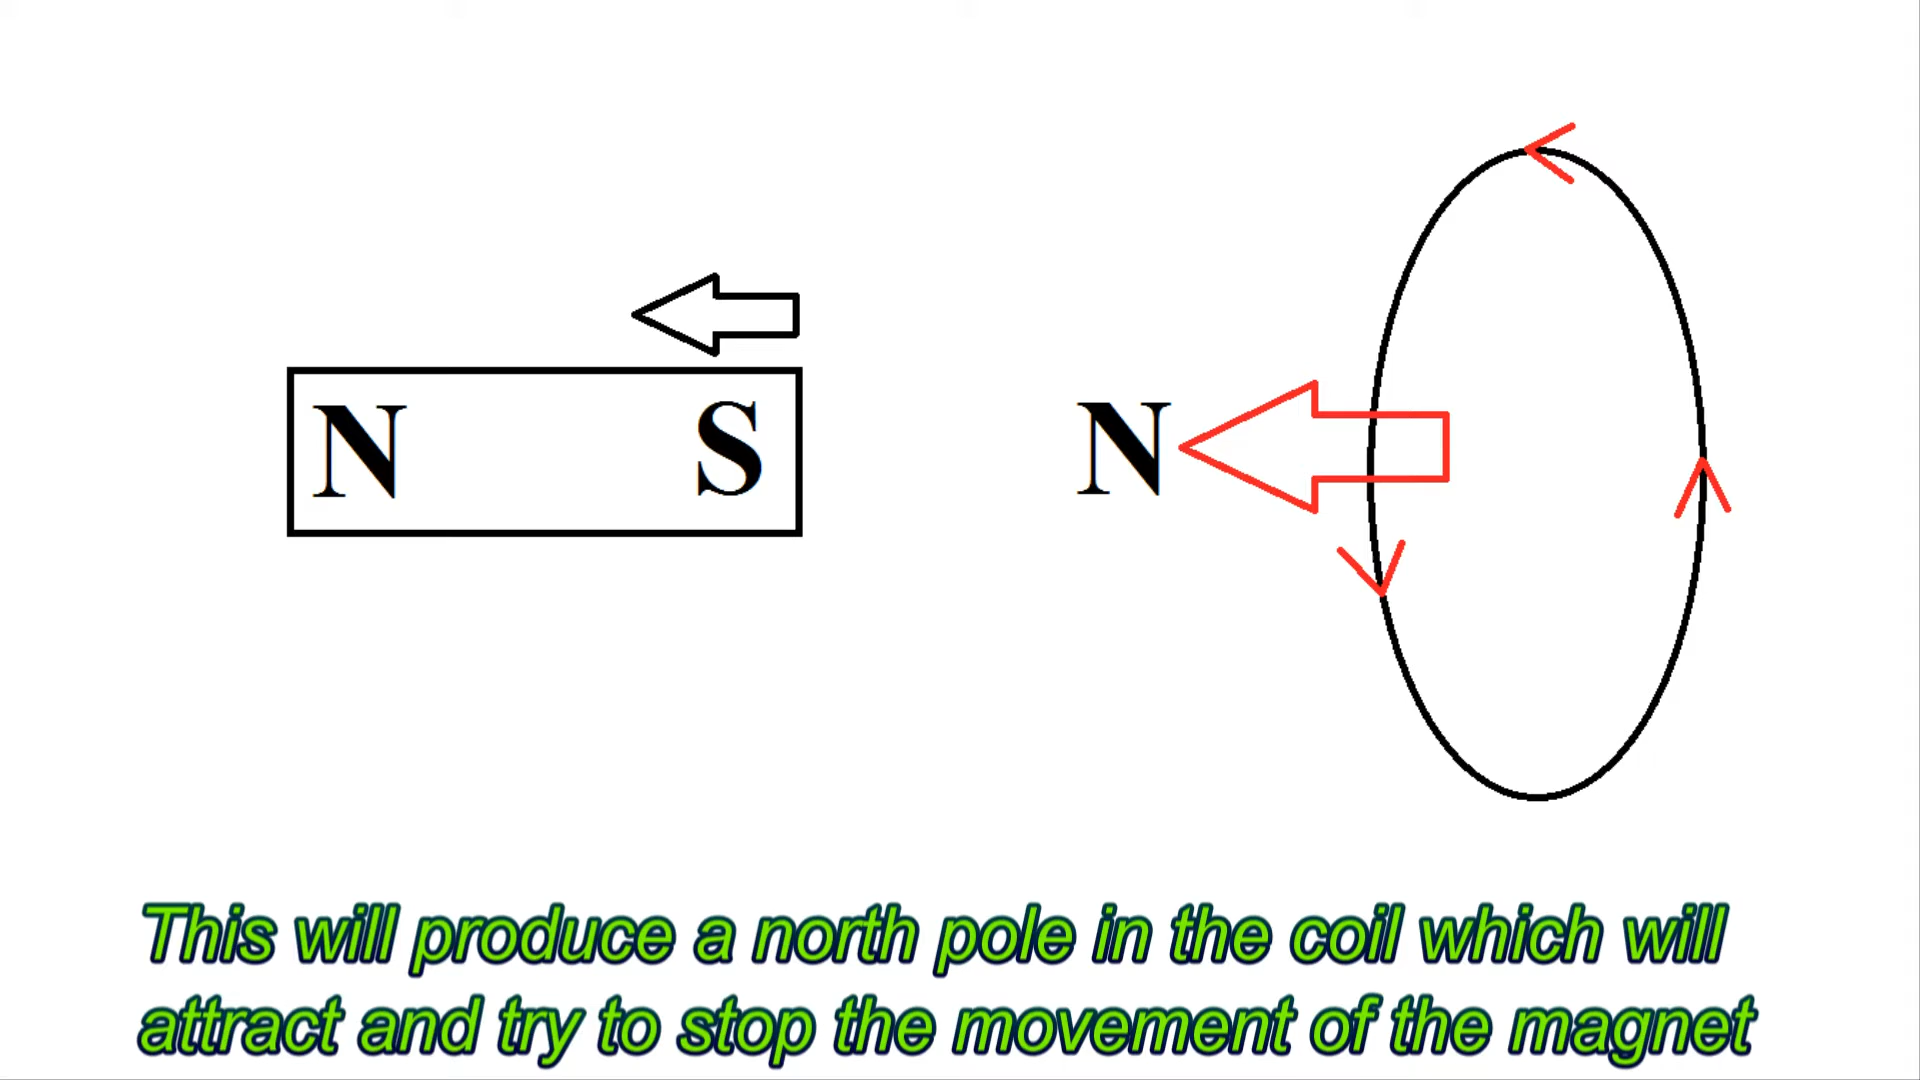 N S N
This will produce a north pole in the coil which will
attract and try to stop the movement of the magnet